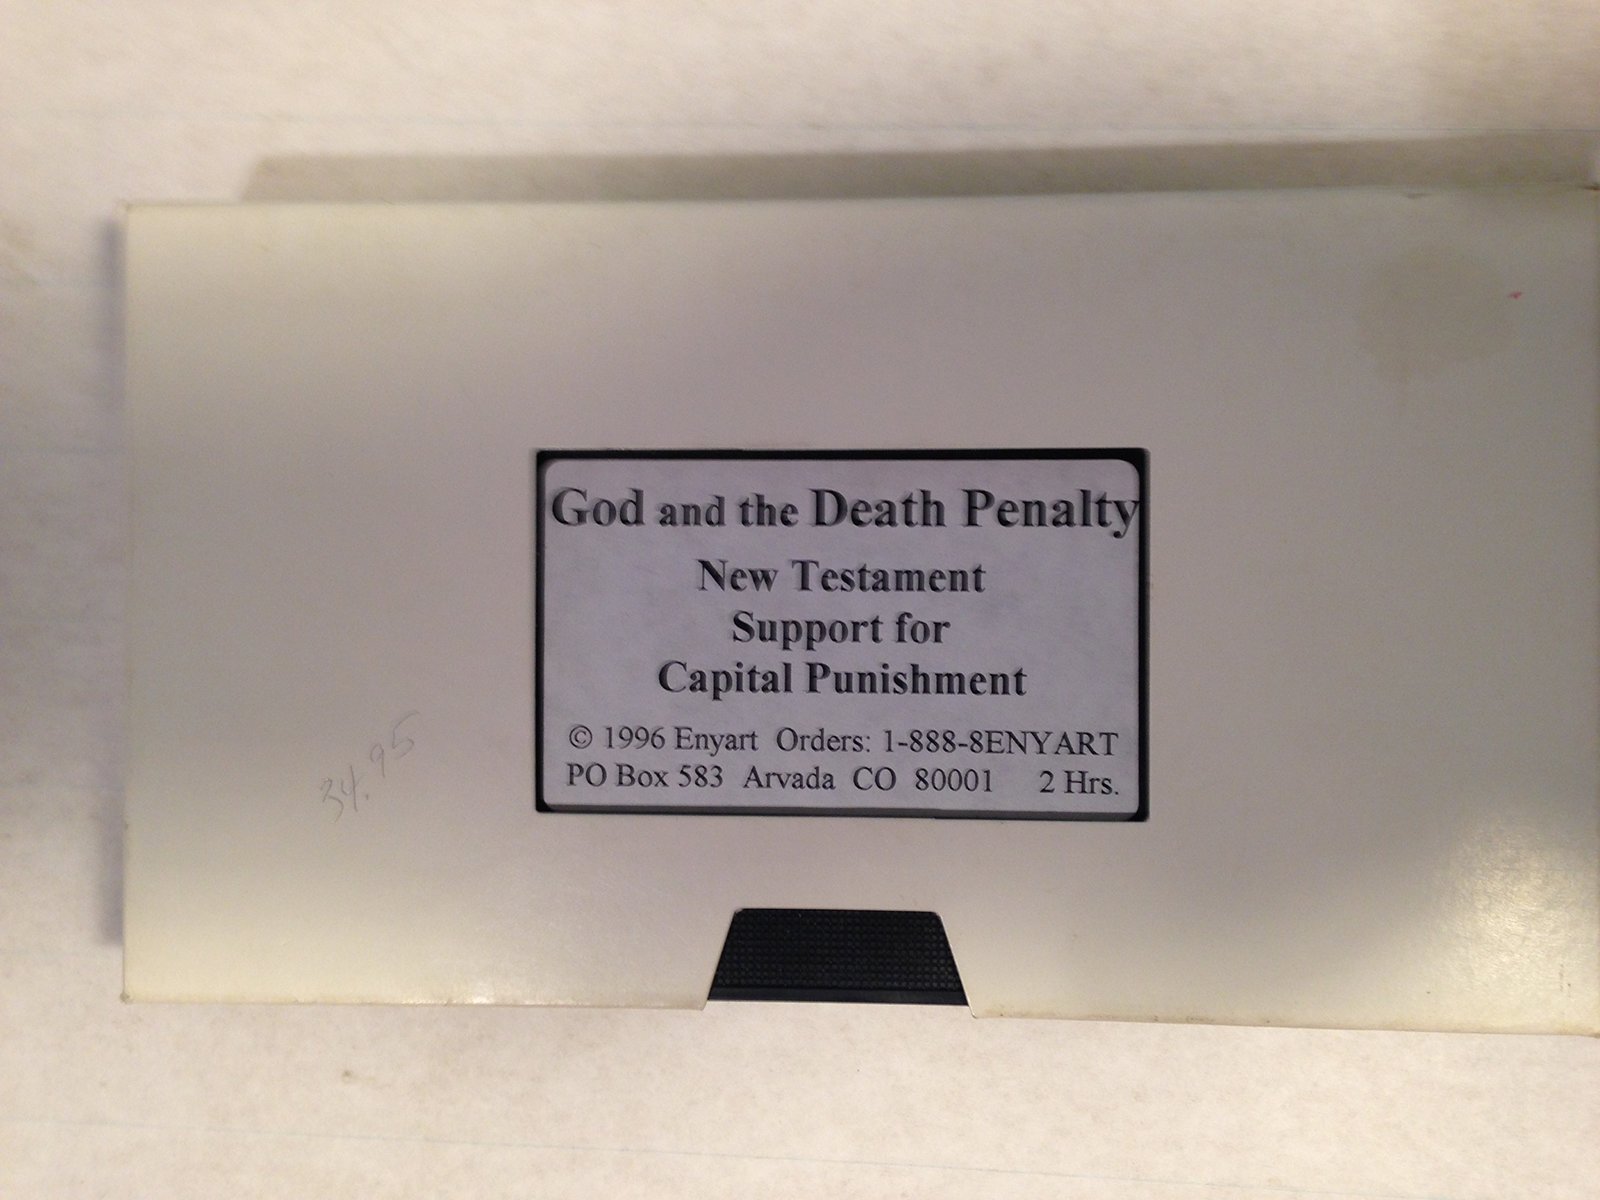 God and the Death Penalty
New Testament
Support for
Capital Punishment
© 1996 Enyart Orders: 1-888-8ENYART
PO Box 583 Arvada CO 80001 2 Hrs.
34.95